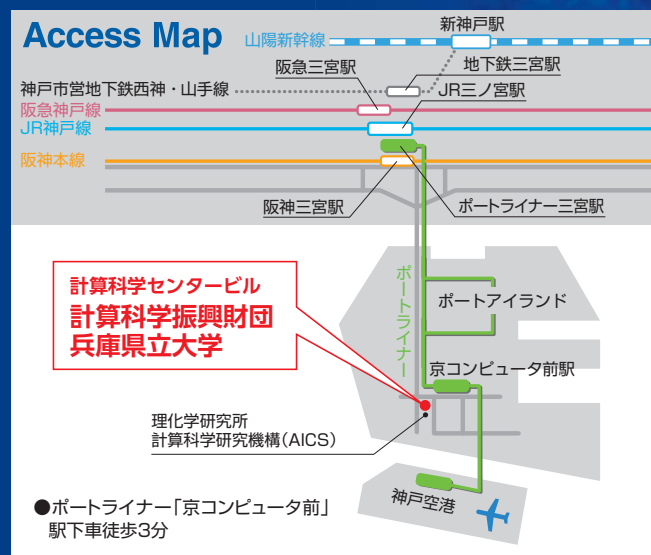 Access Map
新神戸駅
山陽新幹線
阪急三宮駅
地下鉄三宮駅
神戸市営地下鉄西神・山手線
JR三ノ宮駅
阪急神戸線
JR神戸線
阪神本線
阪神三宮駅
ポートライナー三宮駅
計算科学センタービル
計算科学振興財団
兵庫県立大学
ポートライナー
ポートアイランド
京コンピュータ前駅
理化学研究所
計算科学研究機構(AICS)
神戸空港
●ポートライナー「京コンピュータ前」
駅下車徒歩3分